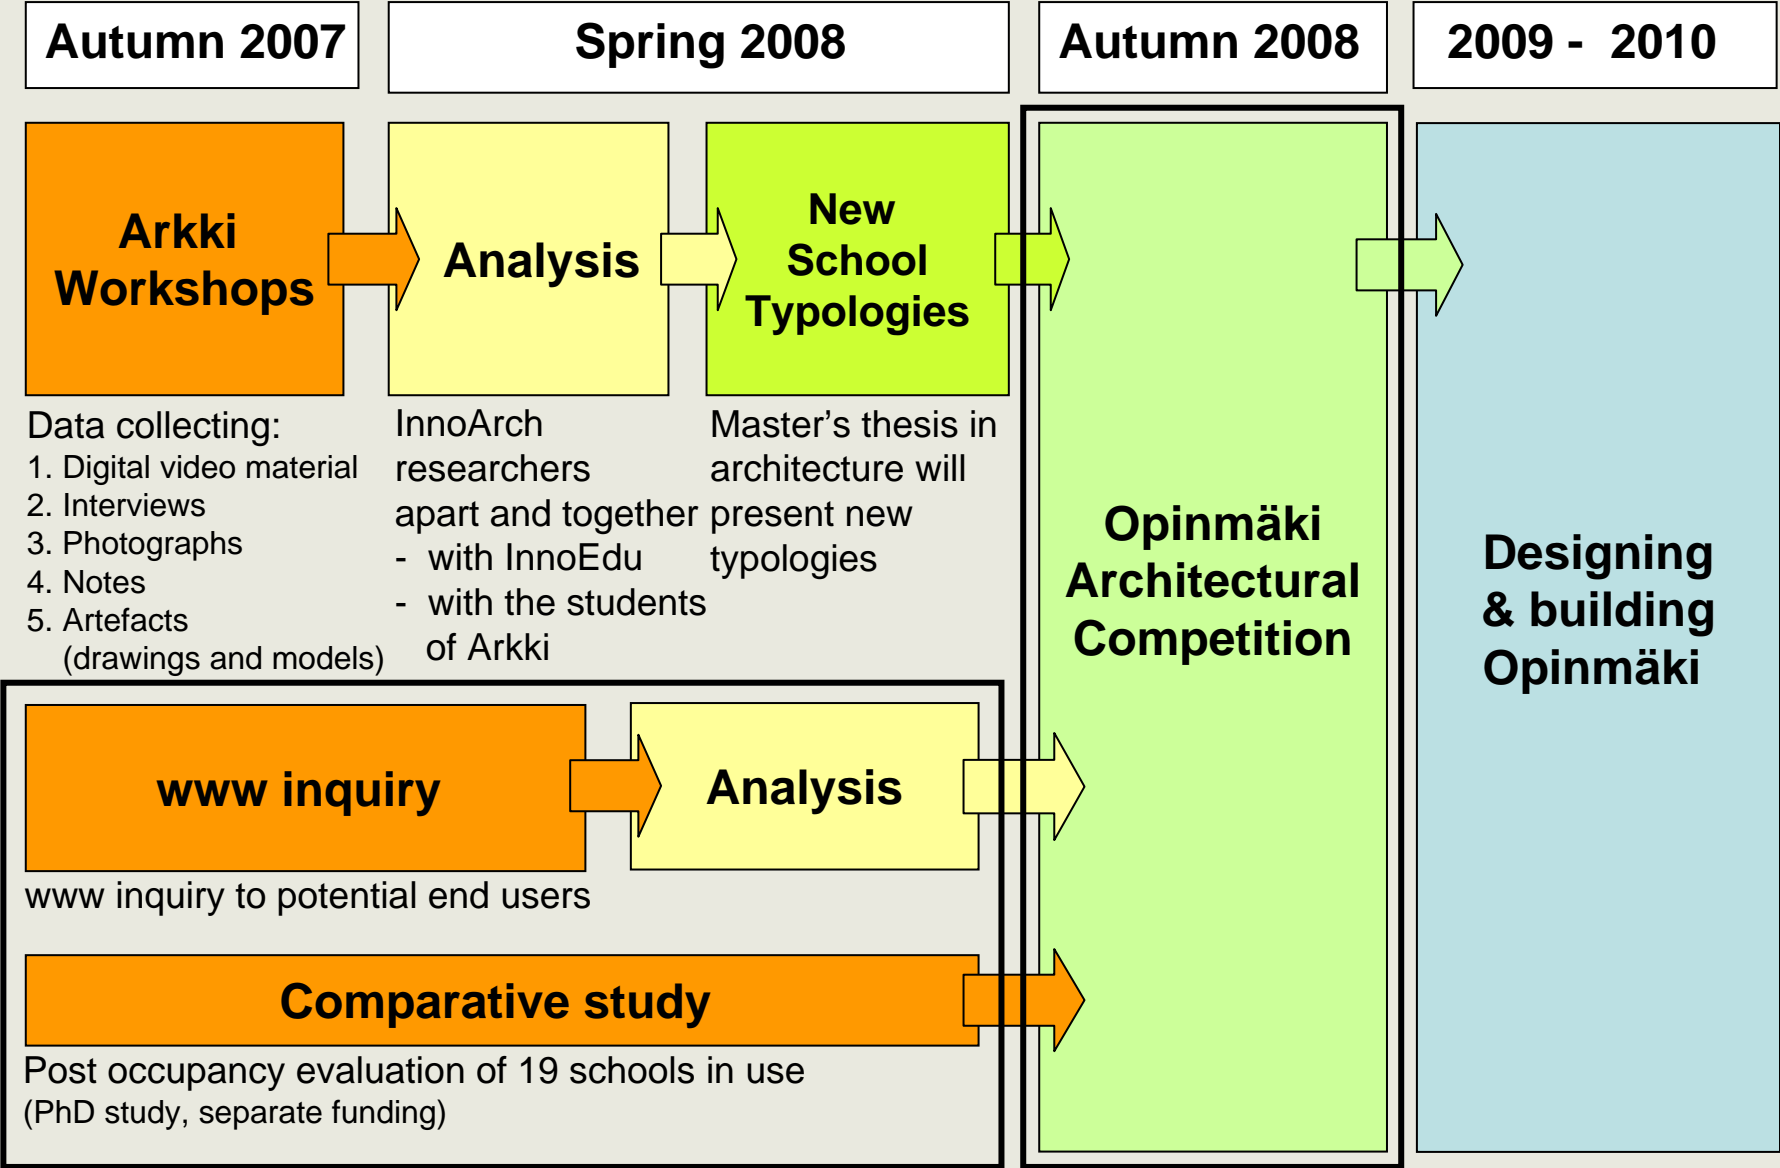 Autumn 2007
Spring 2008
Autumn 2008
2009 - 2010
Arkki
Workshops
Analysis
New
School
Typologies
Data collecting:
1. Digital video material
2. Interviews
3. Photographs
4. Notes
5. Artefacts
(drawings and models)
InnoArch
researchers
apart and together
- with InnoEdu
- with the students
of Arkki
Master’s thesis in
architecture will
present new
typologies
Opinmäki
Architectural
Competition
Designing
& building
Opinmäki
www inquiry
Analysis
www inquiry to potential end users
Comparative study
Post occupancy evaluation of 19 schools in use
(PhD study, separate funding)